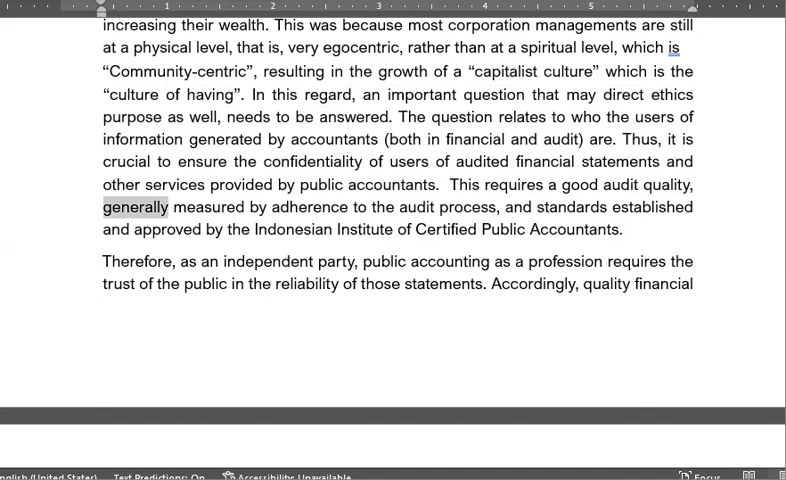 1 2 3 4 5
increasing their wealth. This was because most corporation managements are still
at a physical level, that is, very egocentric, rather than at a spiritual level, which is
“Community-centric”, resulting in the growth of a “capitalist culture” which is the
“culture of having”. In this regard, an important question that may direct ethics
purpose as well, needs to be answered. The question relates to who the users of
information generated by accountants (both in financial and audit) are. Thus, it is
crucial to ensure the confidentiality of users of audited financial statements and
other services provided by public accountants.  This requires a good audit quality,
generally measured by adherence to the audit process, and standards established
and approved by the Indonesian Institute of Certified Public Accountants.
Therefore, as an independent party, public accounting as a profession requires the
trust of the public in the reliability of those statements. Accordingly, quality financial
nglish (United States) Text Predictions: On Accessibility: Unavailable Focus